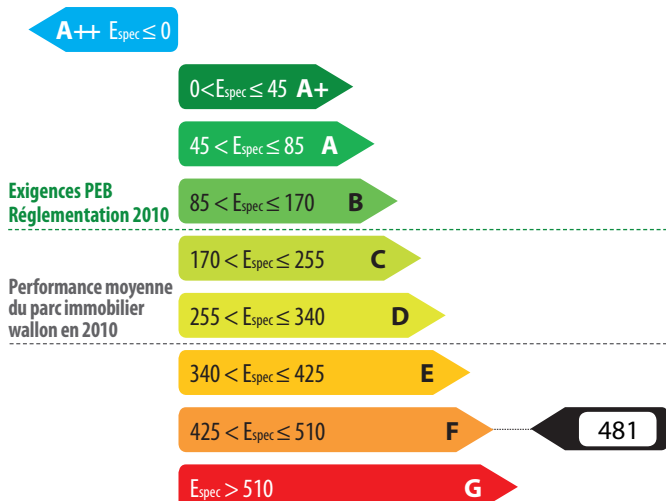 A++ Espec ≤ 0
0 < Espec ≤ 45 A+
45 < Espec ≤ 85 A
Exigences PEB
Réglementation 2010
85 < Espec ≤ 170 B
170 < Espec ≤ 255 C
Performance moyenne
du parc immobilier
wallon en 2010
255 < Espec ≤ 340 D
340 < Espec ≤ 425 E
425 < Espec ≤ 510 F 481
Espec > 510 G